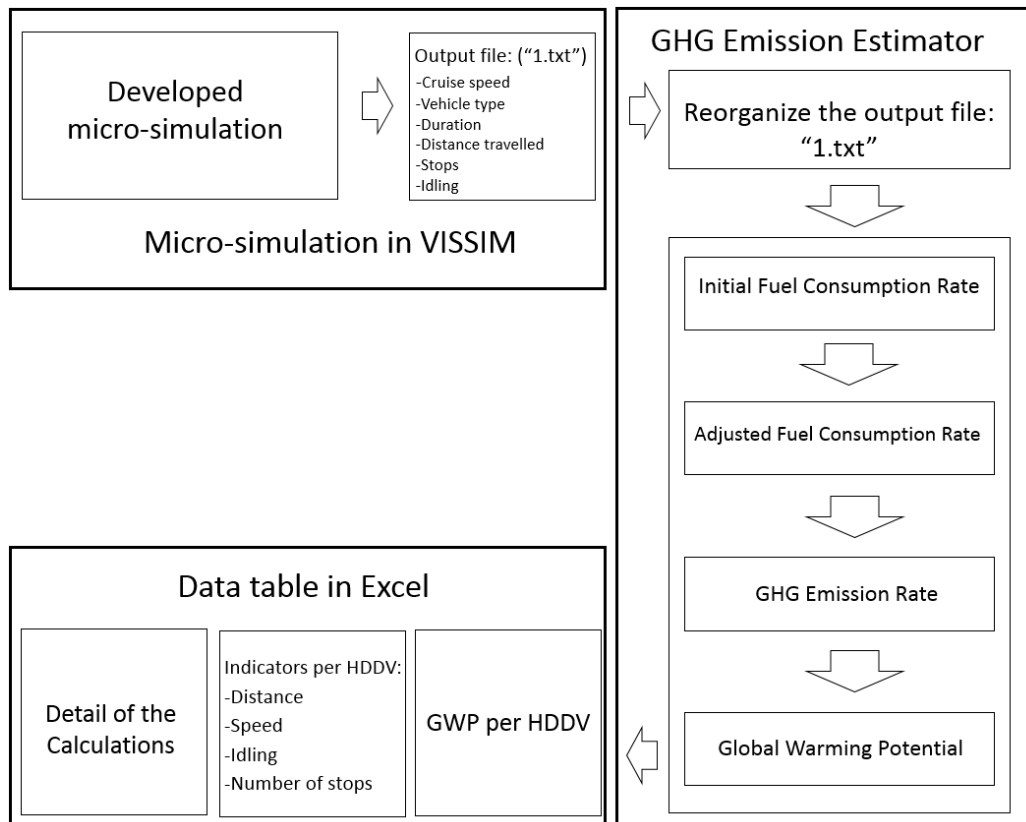 Developed
micro-simulation
Output file: (“1.txt”)
-Cruise speed
-Vehicle type
-Duration
-Distance travelled
-Stops
-Idling
Micro-simulation in VISSIM
GHG Emission Estimator
Reorganize the output file:
“1.txt”
Initial Fuel Consumption Rate
Adjusted Fuel Consumption Rate
GHG Emission Rate
Global Warming Potential
Data table in Excel
Detail of the
Calculations
Indicators per HDDV:
-Distance
-Speed
-Idling
-Number of stops
GWP per HDDV